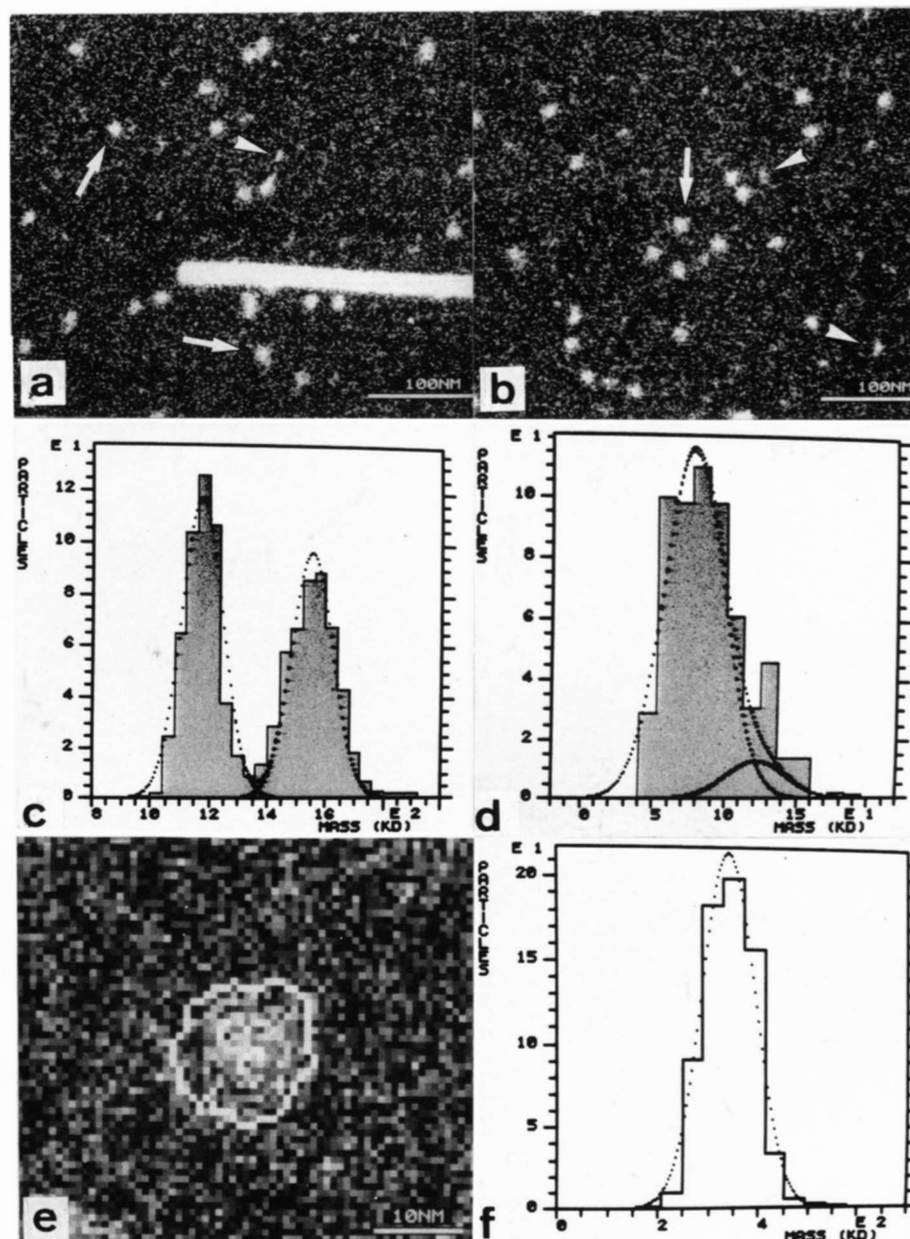 a
100NM
b
100NM
E 1
PARTICLES
12
10
8
6
4
2
0
8
10
12
14
16
E 2
MASS (KD)
c
E 1
PARTICLES
10
8
6
4
2
0
0
5
10
15
E 1
MASS (KD)
d
e
10NM
E 1
PARTICLES
20
15
10
5
0
0
2
4
E 2
MASS (KD)
f